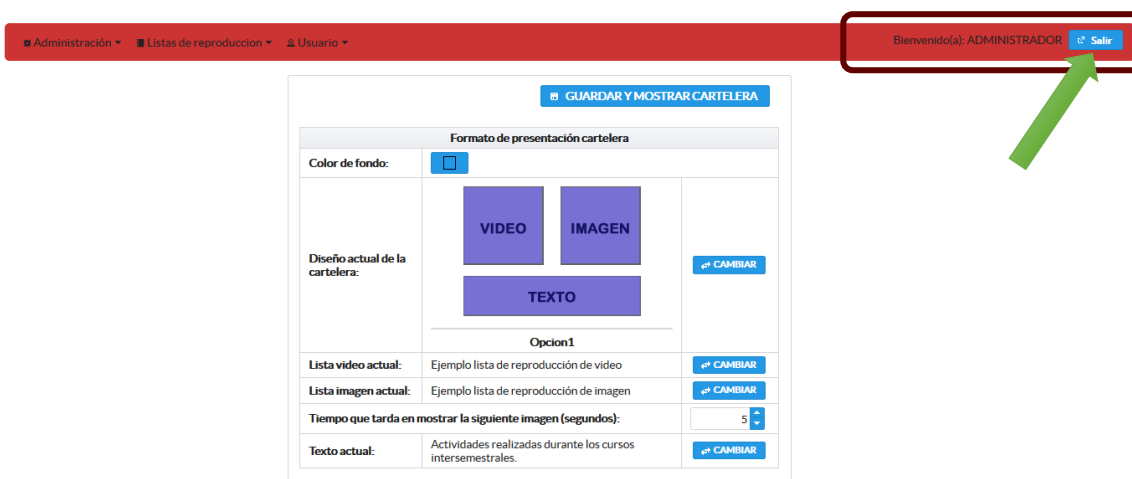 Administración Listas de reproduccion Usuario Bienvenido(a): ADMINISTRADOR Salir
GUARDAR Y MOSTRAR CARTELERA
Formato de presentación cartelera
Color de fondo:
VIDEO IMAGEN
Diseño actual de la
cartelera:
CAMBIAR
TEXTO
Opcion1
Lista video actual: Ejemplo lista de reproducción de video CAMBIAR
Lista imagen actual: Ejemplo lista de reproducción de imagen CAMBIAR
Tiempo que tarda en mostrar la siguiente imagen (segundos): 5
Texto actual: Actividades realizadas durante los cursos
intersemestrales. CAMBIAR